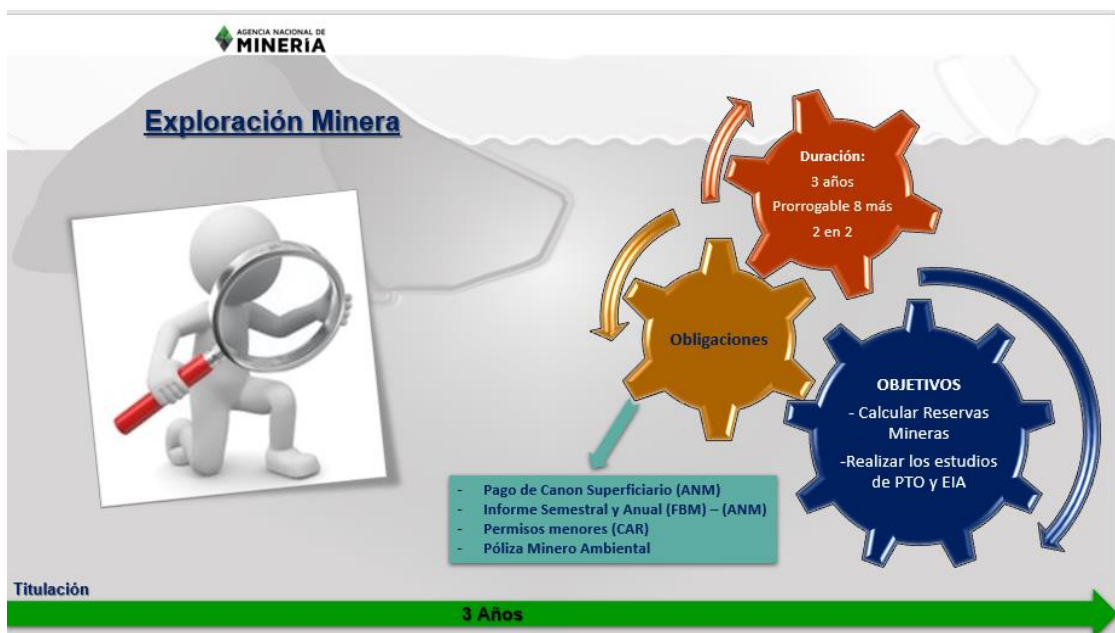 AGENCIA NACIONAL DE
MINERÍA
Exploración Minera
Duración:
3 años
Prorrogable 8 más
2 en 2
Obligaciones
OBJETIVOS
- Calcular Reservas
Mineras
-Realizar los estudios
de PTO y EIA
- Pago de Canon Superficiario (ANM)
- Informe Semestral y Anual (FBM) – (ANM)
- Permisos menores (CAR)
- Póliza Minero Ambiental
Titulación
3 Años